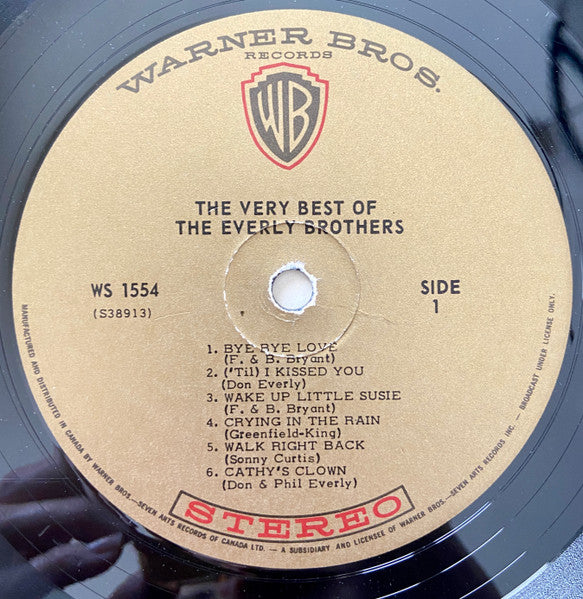 WARNER BROS.
RECORDS
WB
THE VERY BEST OF
THE EVERLY BROTHERS
WS 1554
(S38913)
SIDE
1
1. BYE BYE LOVE
(F. & B. Bryant)
2. ('Til) I KISSED YOU
(Don Everly)
3. WAKE UP LITTLE SUSIE
(F. & B. Bryant)
4. CRYING IN THE RAIN
(Greenfield-King)
5. WALK RIGHT BACK
(Sonny Curtis)
6. CATHY'S CLOWN
(Don & Phil Everly)
STEREO
MANUFACTURED AND DISTRIBUTED IN CANADA BY WARNER BROS.—SEVEN ARTS RECORDS OF CANADA LTD. — A SUBSIDIARY AND LICENSEE OF WARNER BROS.—SEVEN ARTS RECORDS INC. — BROADCAST UNDER LICENSE ONLY.